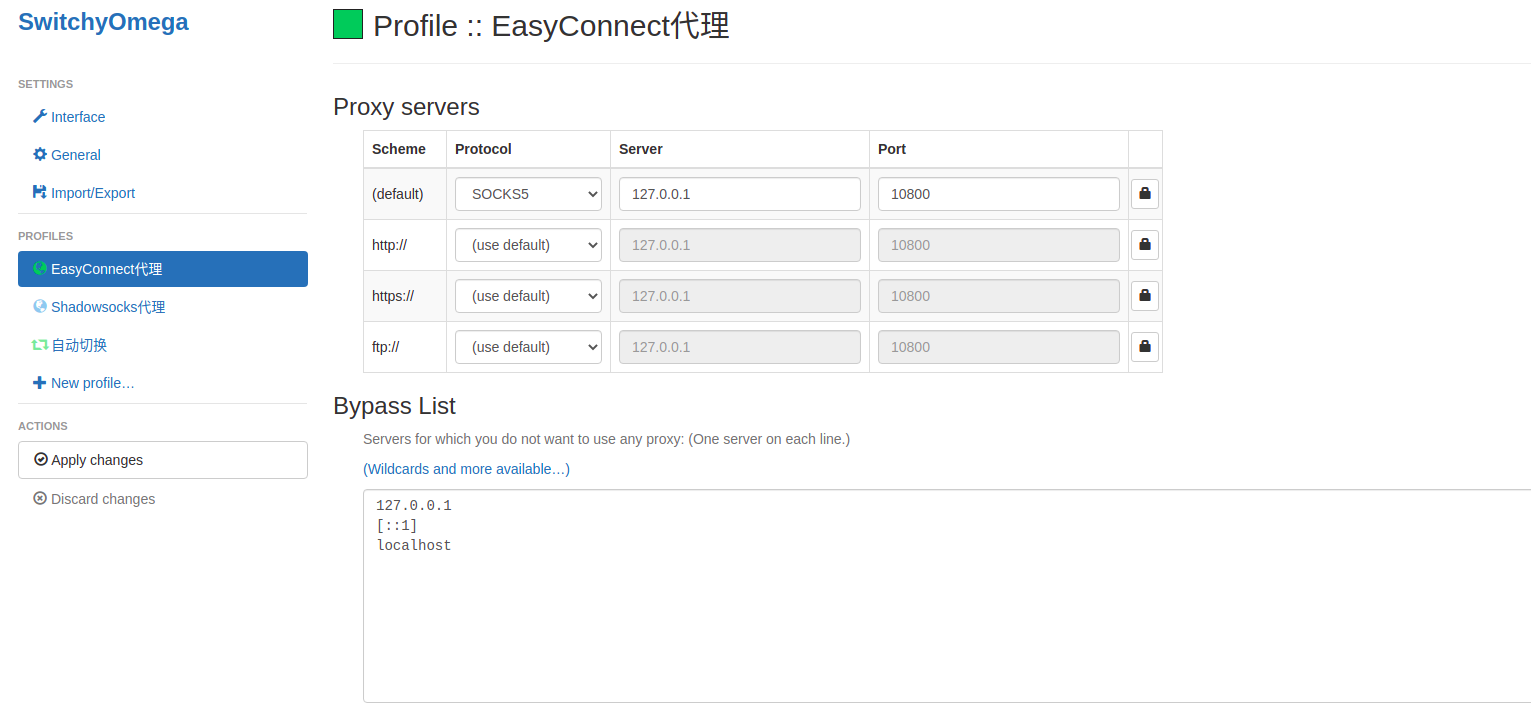 SwitchyOmega
SETTINGS
Interface
General
Import/Export
PROFILES
EasyConnect代理
Shadowsocks代理
自动切换
New profile…
ACTIONS
Apply changes
Discard changes
Profile :: EasyConnect代理
Proxy servers
Scheme Protocol Server Port
(default) SOCKS5 127.0.0.1 10800
http:// (use default) 127.0.0.1 10800
https:// (use default) 127.0.0.1 10800
ftp:// (use default) 127.0.0.1 10800
Bypass List
Servers for which you do not want to use any proxy: (One server on each line.)
(Wildcards and more available…)
127.0.0.1
[::1]
localhost